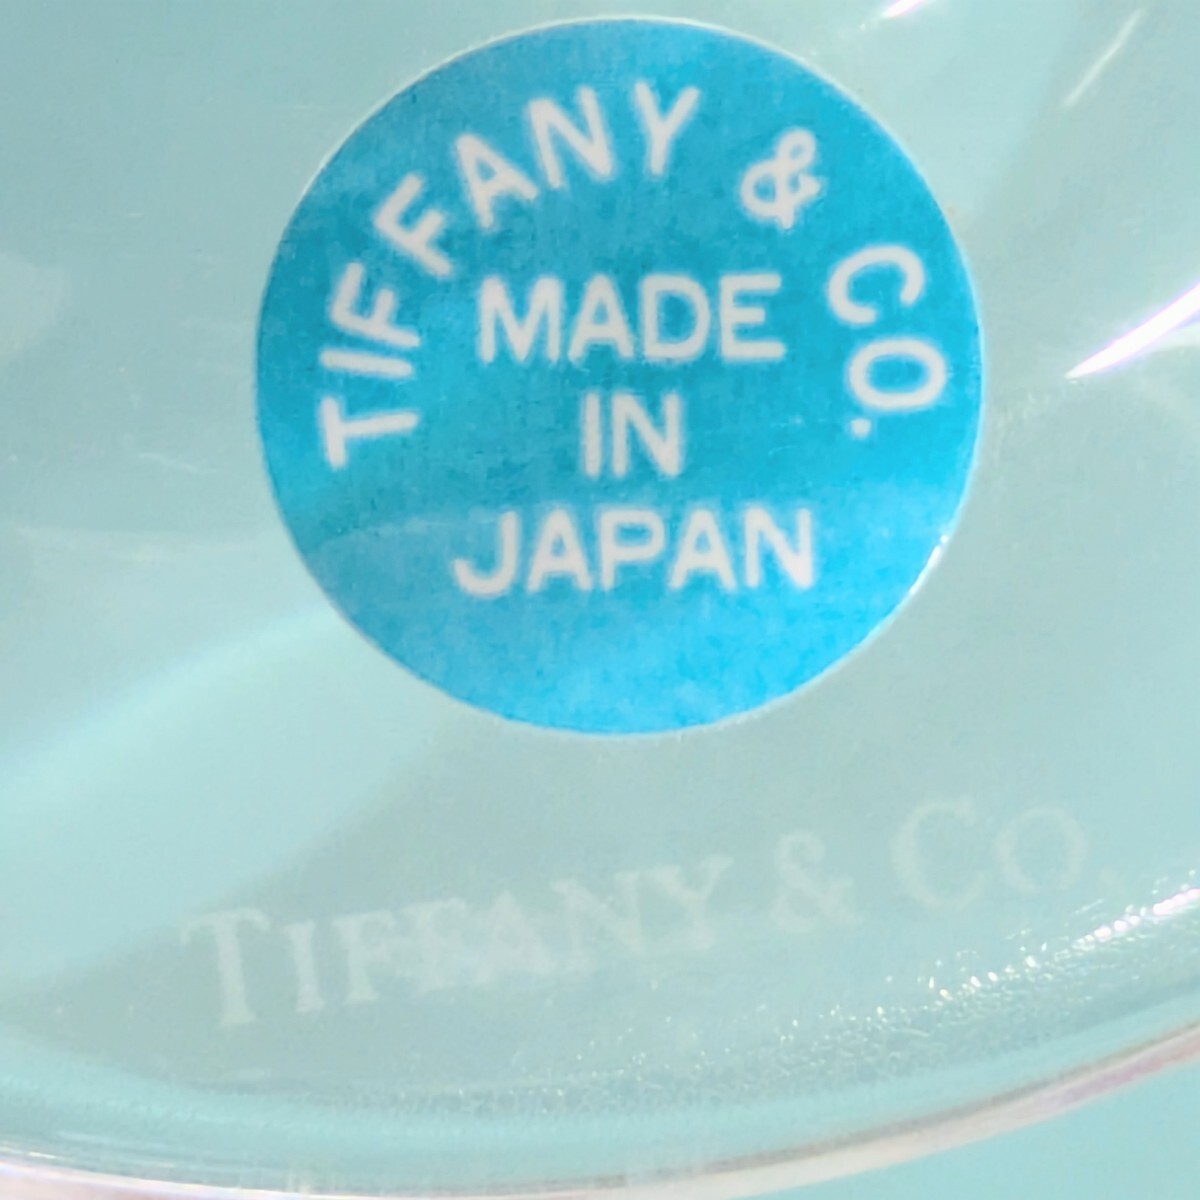 TIFFANY & CO.
MADE
IN
JAPAN
TIFFANY & CO.